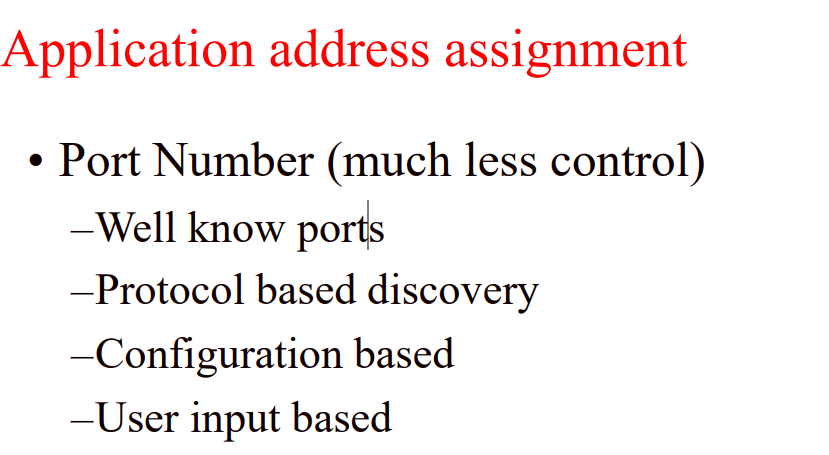 Application address assignment
• Port Number (much less control)
–Well know ports
–Protocol based discovery
–Configuration based
–User input based